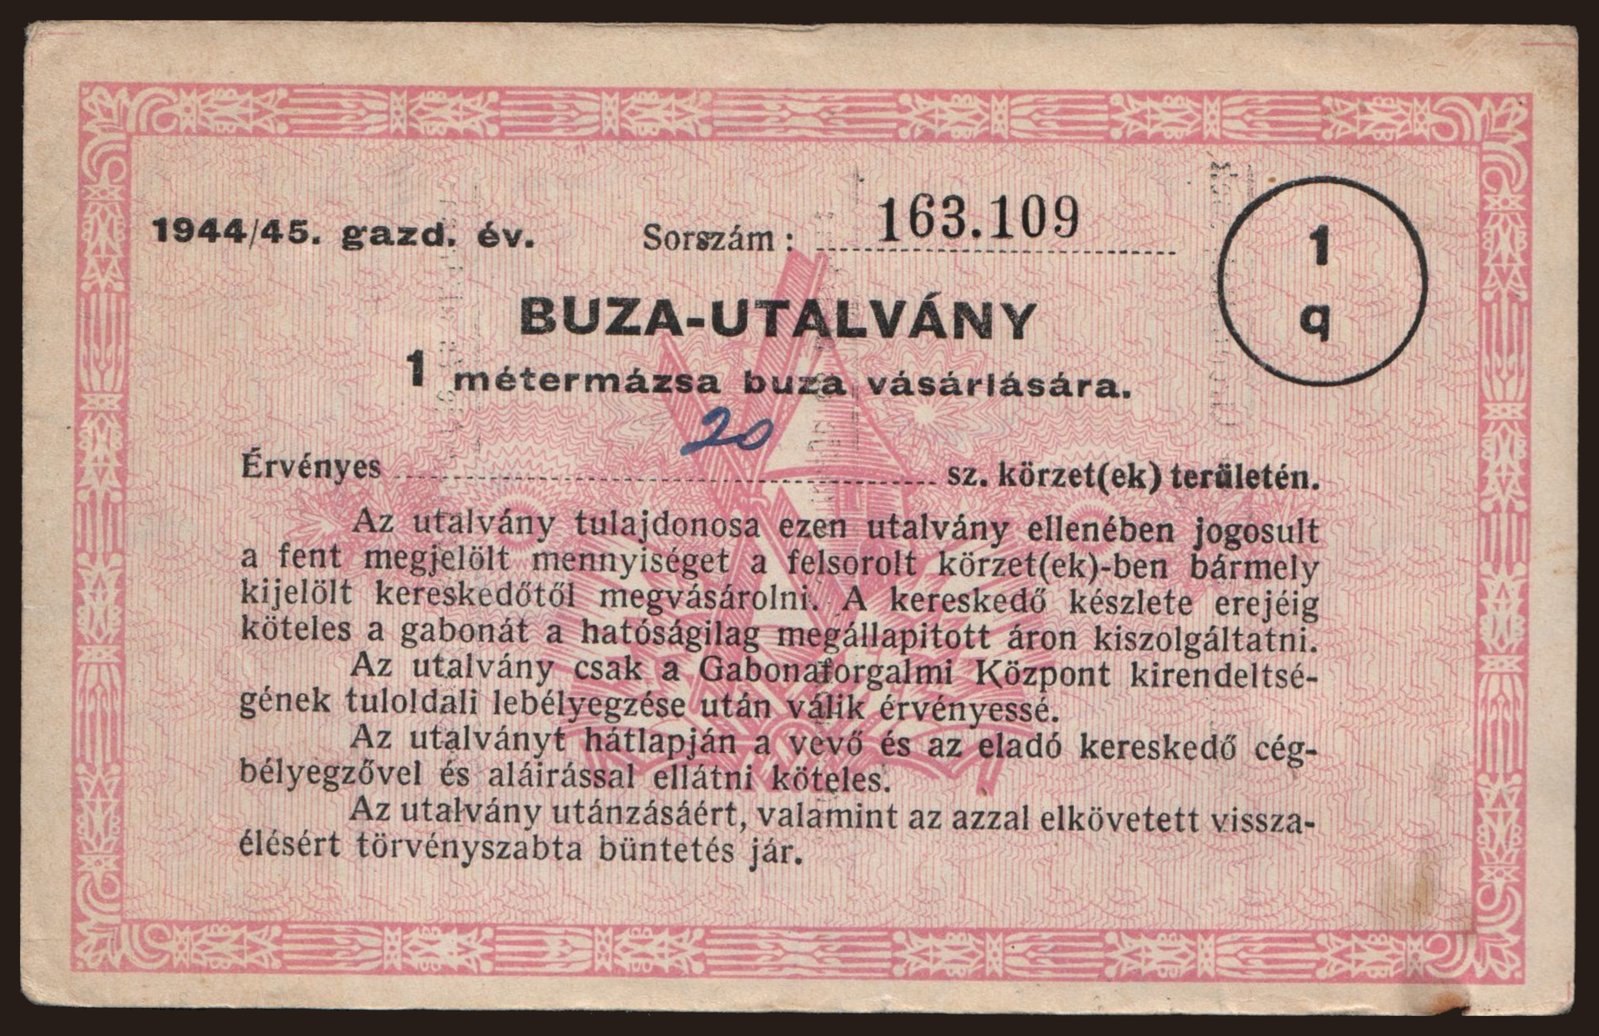 1944/45. gazd. év. Sorszám: 163.109
1
q
BUZA-UTALVÁNY
1 métermázsa buza vásárlására.
20
Érvényes sz. körzet(ek) területén.
Az utalvány tulajdonosa ezen utalvány ellenében jogosult
a fent megjelölt mennyiséget a felsorolt körzet(ek)-ben bármely
kijelölt kereskedőtől megvásárolni. A kereskedő készlete erejéig
köteles a gabonát a hatóságilag megállapitott áron kiszolgáltatni.
Az utalvány csak a Gabonaforgalmi Központ kirendeltsé-
gének tuloldali lebélyegzése után válik érvényessé.
Az utalványt hátlapján a vevő és az eladó kereskedő cég-
bélyegzővel és aláirással ellátni köteles.
Az utalvány utánzásáért, valamint az azzal elkövetett vissza-
élésért törvényszabta büntetés jár.